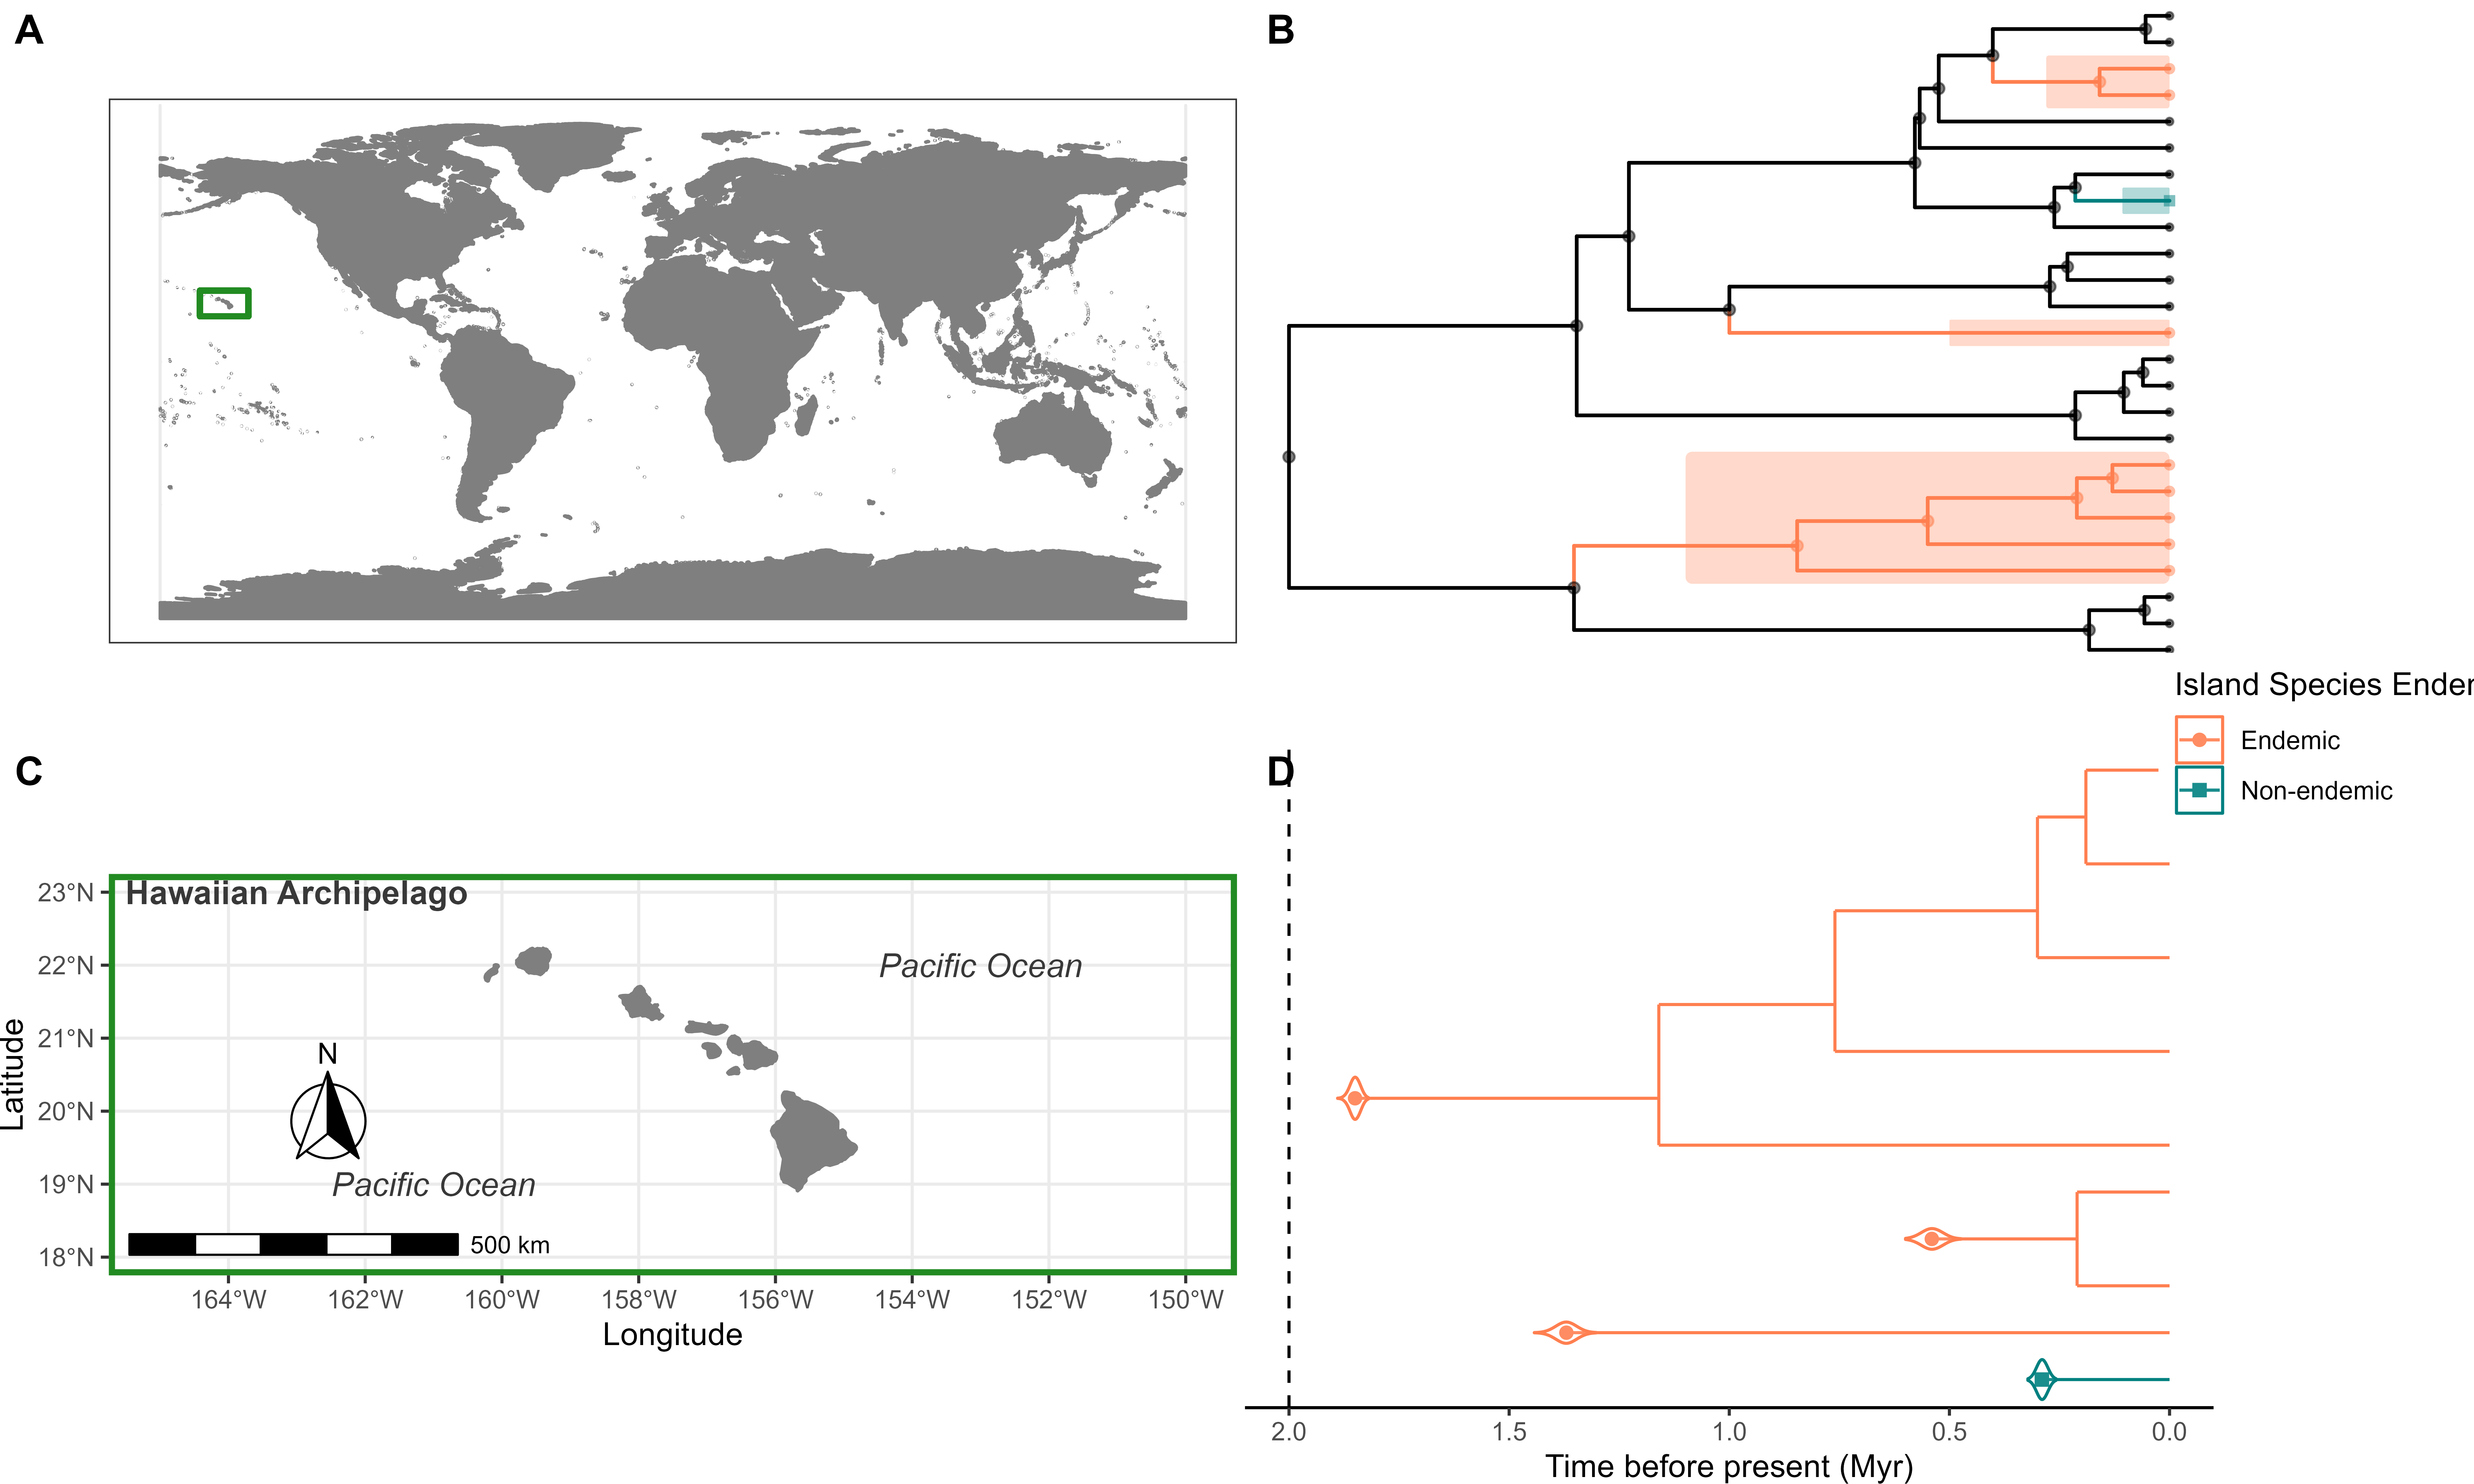 A
B
Island Species Ender
Endemic
Non-endemic
C
D
23°N
22°N
21°N
20°N
19°N
18°N
Latitude
Hawaiian Archipelago
Pacific Ocean
N
Pacific Ocean
500 km
164°W 162°W 160°W 158°W 156°W 154°W 152°W 150°W
Longitude
2.0 1.5 1.0 0.5 0.0
Time before present (Myr)